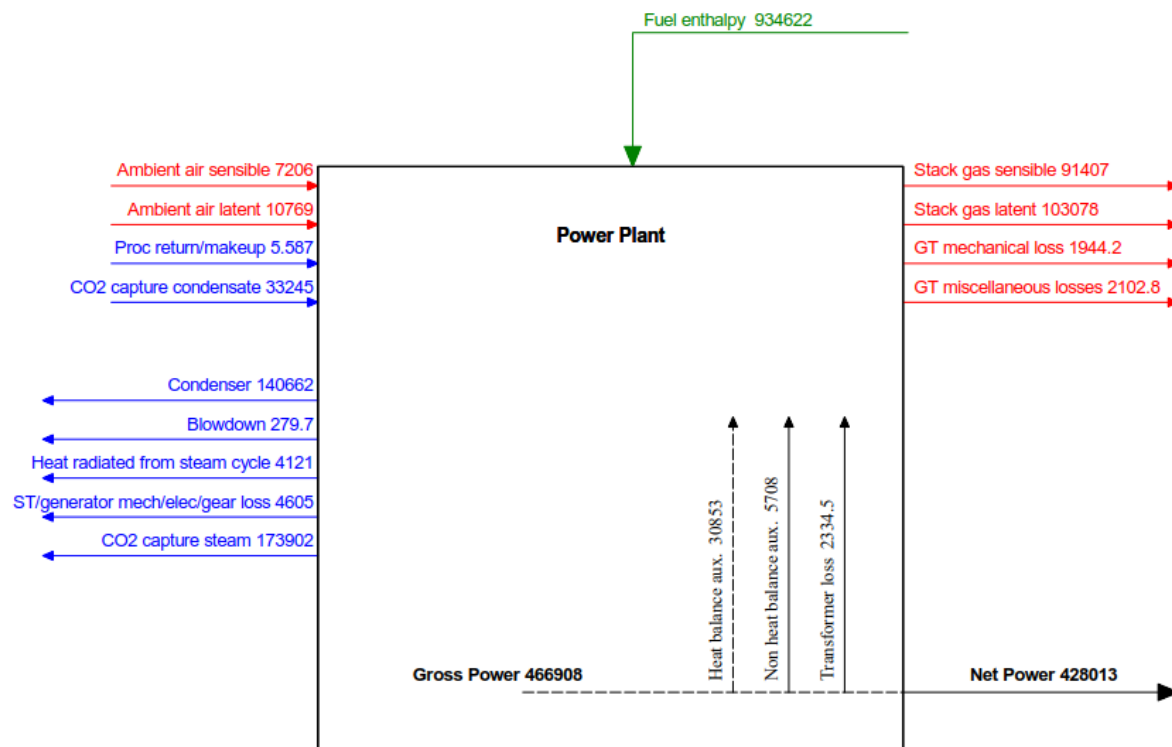 Fuel enthalpy 934622
Ambient air sensible 7206
Ambient air latent 10769
Proc return/makeup 5.587
CO2 capture condensate 33245
Power Plant
Stack gas sensible 91407
Stack gas latent 103078
GT mechanical loss 1944.2
GT miscellaneous losses 2102.8
Condenser 140662
Blowdown 279.7
Heat radiated from steam cycle 4121
ST/generator mech/elec/gear loss 4605
CO2 capture steam 173902
Heat balance aux. 30853
Non heat balance aux. 5708
Transformer loss 2334.5
Gross Power 466908
Net Power 428013